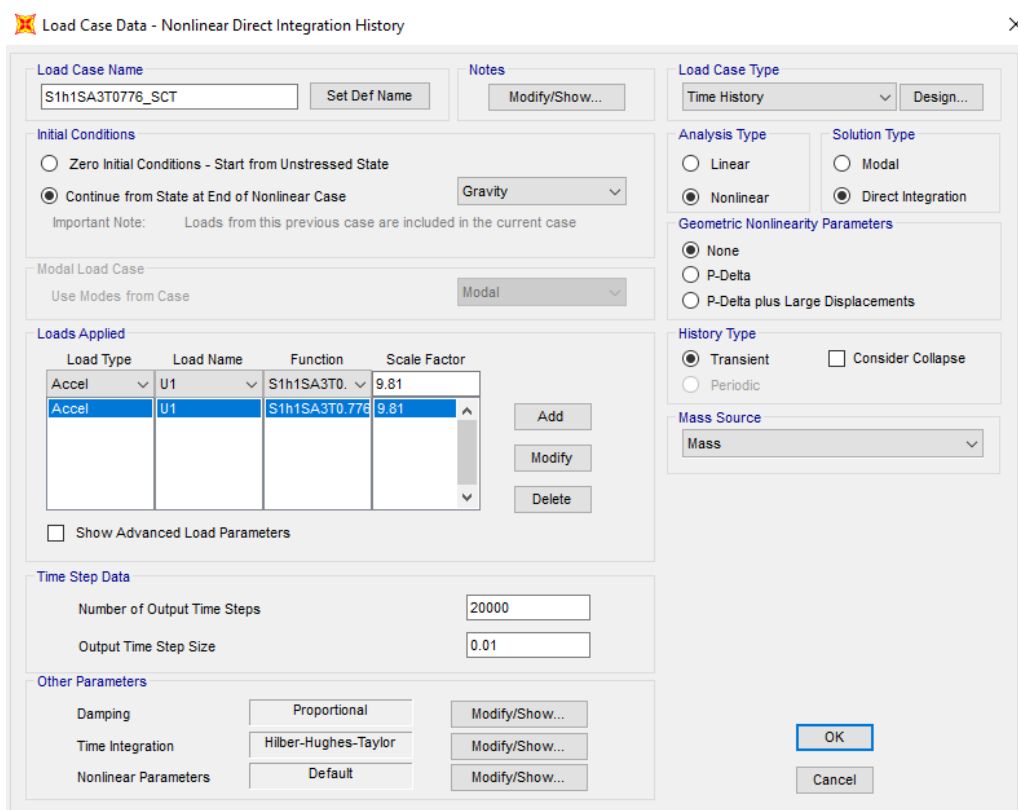 Load Case Data - Nonlinear Direct Integration History
Load Case Name
S1h1SA3T0776_SCT
Set Def Name
Notes
Modify/Show...
Load Case Type
Time History
Design...
Initial Conditions
Zero Initial Conditions - Start from Unstressed State
Continue from State at End of Nonlinear Case
Gravity
Important Note: Loads from this previous case are included in the current case
Analysis Type
Linear
Nonlinear
Solution Type
Modal
Direct Integration
Modal Load Case
Use Modes from Case
Modal
Geometric Nonlinearity Parameters
None
P-Delta
P-Delta plus Large Displacements
Loads Applied
Load Type Load Name Function Scale Factor
Accel U1 S1h1SA3T0. 9.81
Accel U1 S1h1SA3T0.776 9.81
Add
Modify
Delete
Show Advanced Load Parameters
History Type
Transient
Consider Collapse
Periodic
Mass Source
Mass
Time Step Data
Number of Output Time Steps 20000
Output Time Step Size 0.01
Other Parameters
Damping Proportional Modify/Show...
Time Integration Hilber-Hughes-Taylor Modify/Show...
Nonlinear Parameters Default Modify/Show...
OK
Cancel